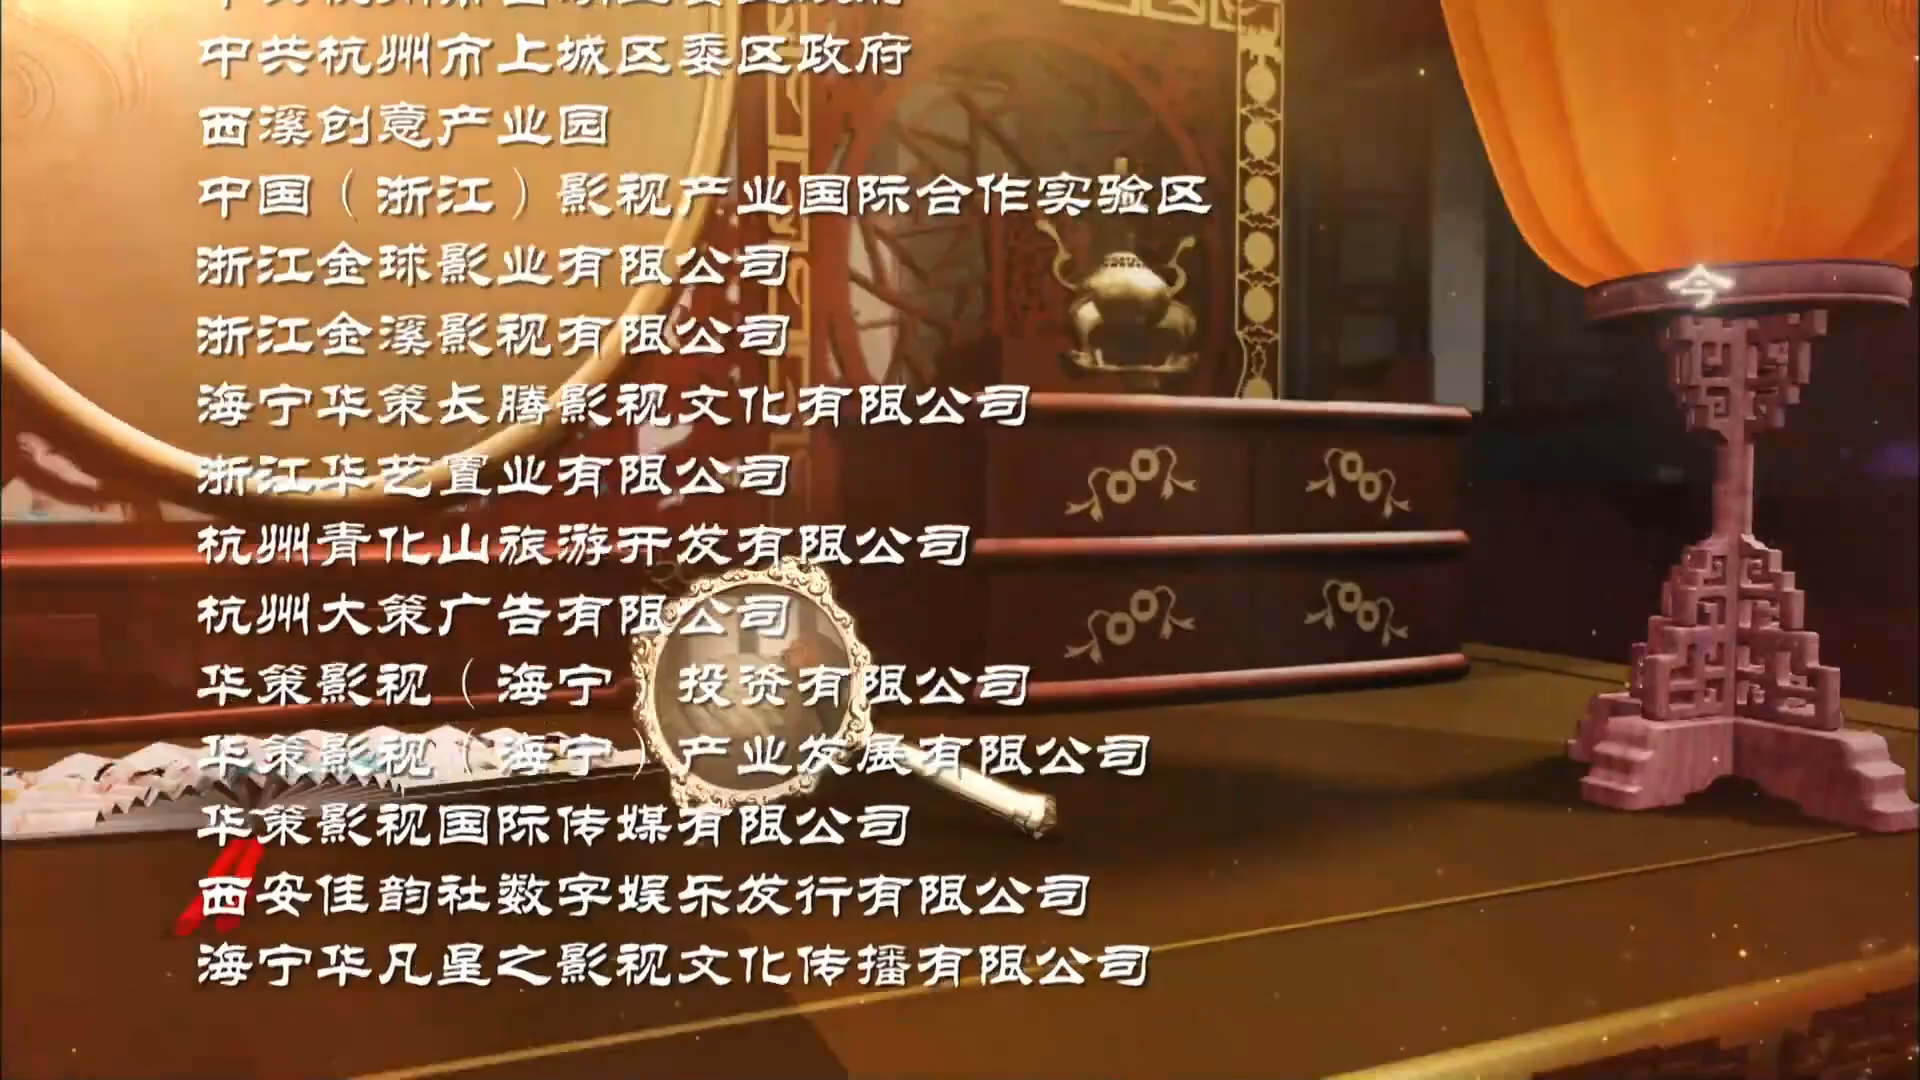 中共杭州市上城区委区政府
西溪创意产业园
中国（浙江）影视产业国际合作实验区
浙江金球影业有限公司
浙江金溪影视有限公司
海宁华策长腾影视文化有限公司
浙江华艺置业有限公司
杭州青化山旅游开发有限公司
杭州大策广告有限公司
华策影视（海宁）投资有限公司
华策影视（海宁）产业发展有限公司
华策影视国际传媒有限公司
西安佳韵社数字娱乐发行有限公司
海宁华凡星之影视文化传播有限公司
今